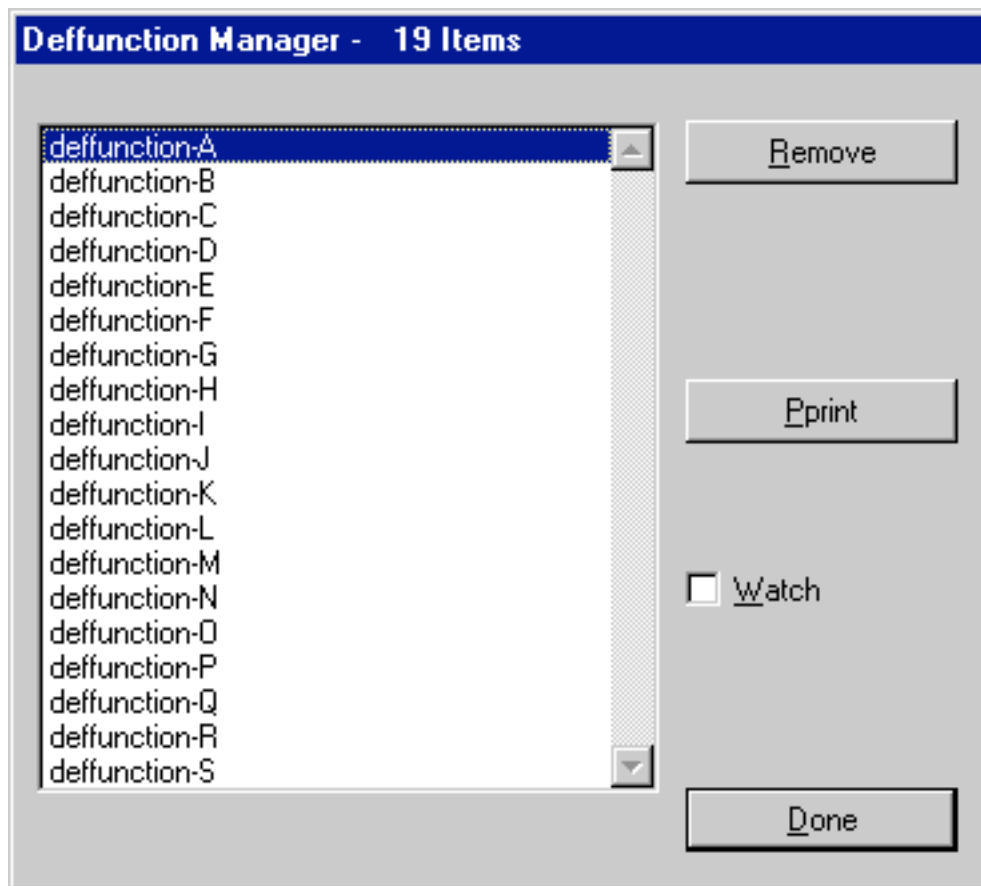 Deffunction Manager - 19 Items
deffunction-A
deffunction-B
deffunction-C
deffunction-D
deffunction-E
deffunction-F
deffunction-G
deffunction-H
deffunction-I
deffunction-J
deffunction-K
deffunction-L
deffunction-M
deffunction-N
deffunction-O
deffunction-P
deffunction-Q
deffunction-R
deffunction-S
Remove
Pprint
Watch
Done